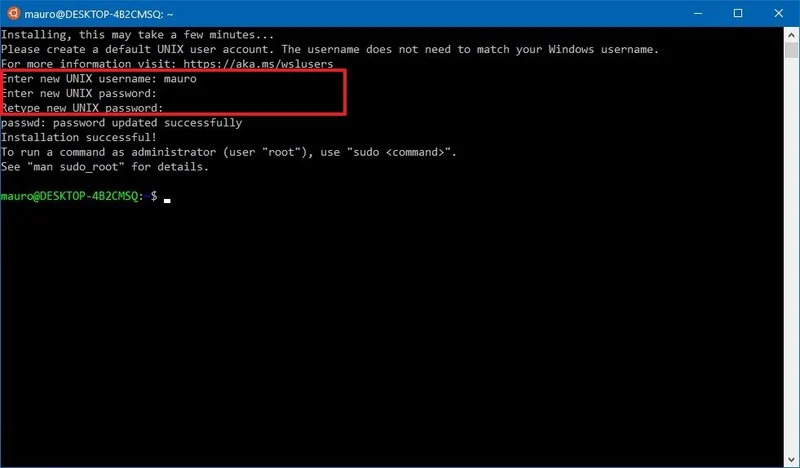 mauro@DESKTOP-4B2CMSQ: ~
Installing, this may take a few minutes...
Please create a default UNIX user account. The username does not need to match your Windows username.
For more information visit: https://aka.ms/wslusers
Enter new UNIX username: mauro
Enter new UNIX password:
Retype new UNIX password:
passwd: password updated successfully
Installation successful!
To run a command as administrator (user "root"), use "sudo <command>".
See "man sudo_root" for details.
mauro@DESKTOP-4B2CMSQ:~$